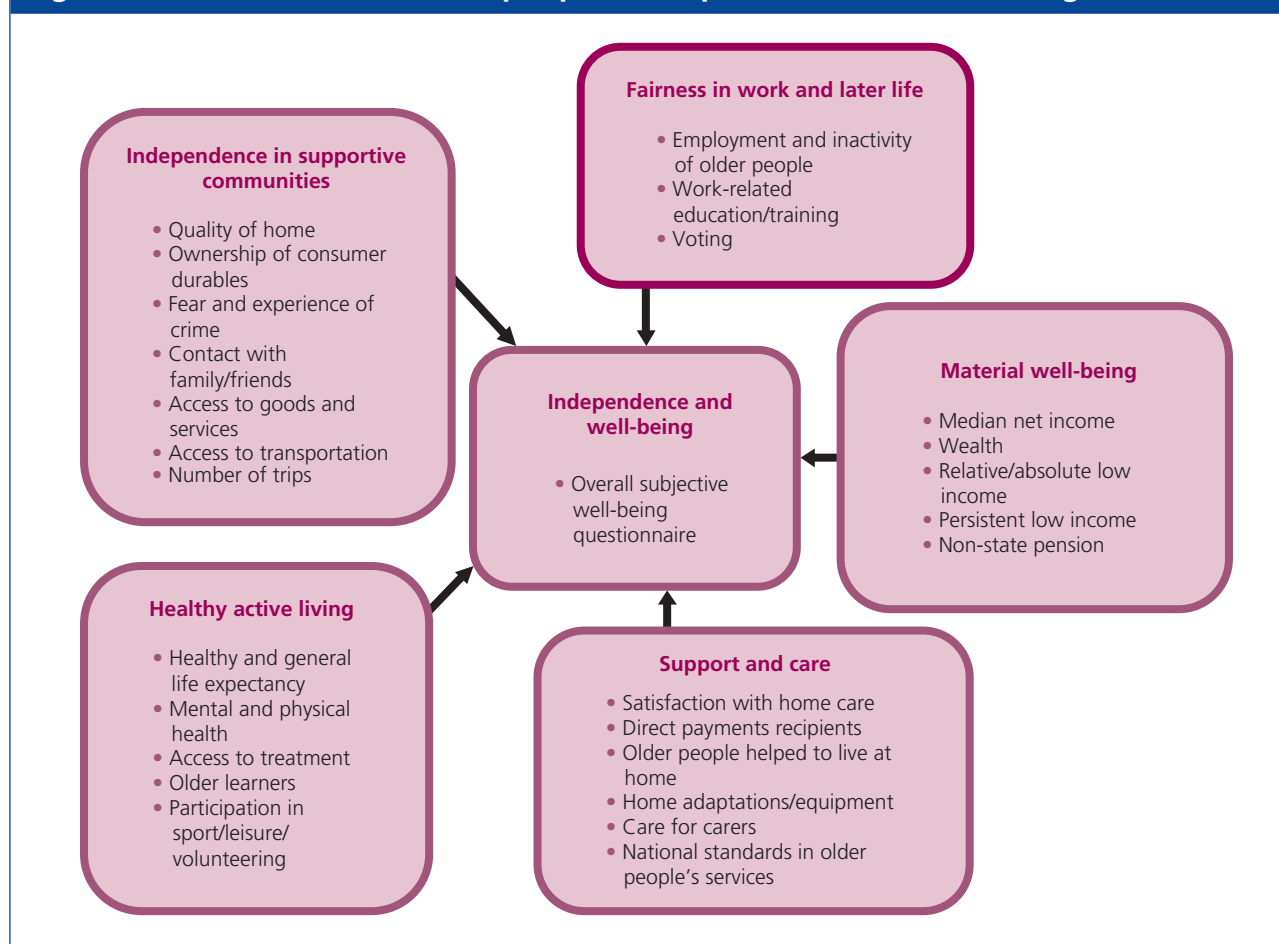 Fairness in work and later life
• Employment and inactivity
of older people
• Work-related
education/training
• Voting
Independence in supportive
communities
• Quality of home
• Ownership of consumer
durables
• Fear and experience of
crime
• Contact with
family/friends
• Access to goods and
services
• Access to transportation
• Number of trips
Independence and
well-being
• Overall subjective
well-being
questionnaire
Material well-being
• Median net income
• Wealth
• Relative/absolute low
income
• Persistent low income
• Non-state pension
Healthy active living
• Healthy and general
life expectancy
• Mental and physical
health
• Access to treatment
• Older learners
• Participation in
sport/leisure/
volunteering
Support and care
• Satisfaction with home care
• Direct payments recipients
• Older people helped to live at
home
• Home adaptations/equipment
• Care for carers
• National standards in older
people's services